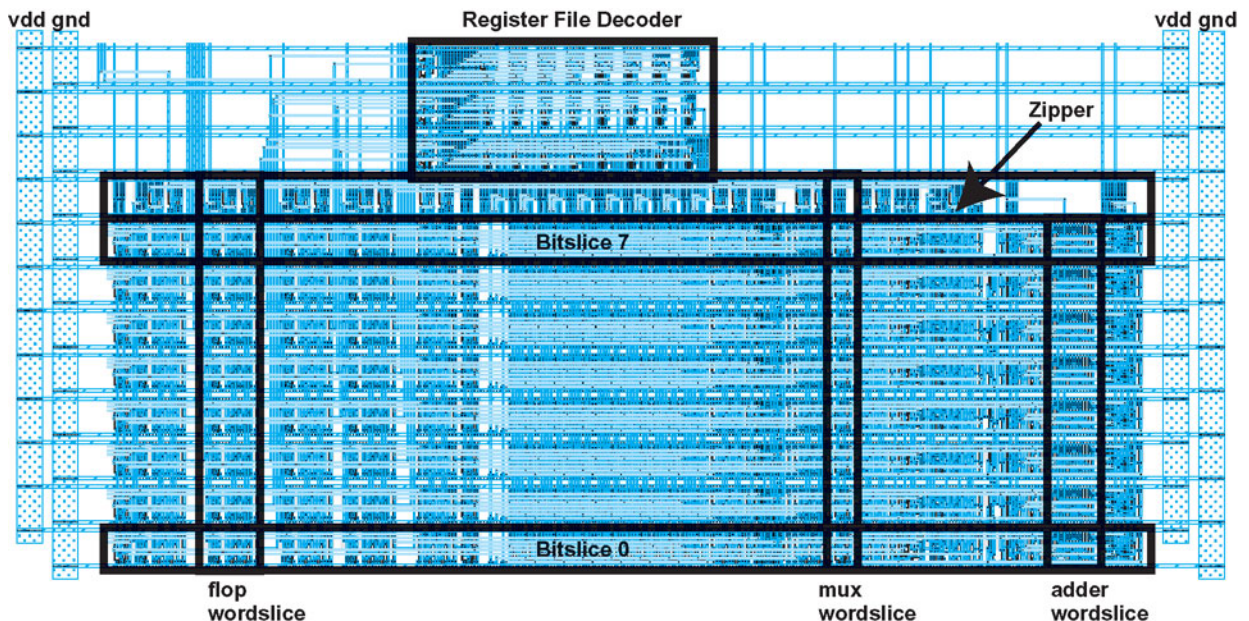 Register File Decoder
vdd gnd
vdd gnd
Zipper
Bitslice 7
Bitslice 0
flop
wordslice
mux
wordslice
adder
wordslice